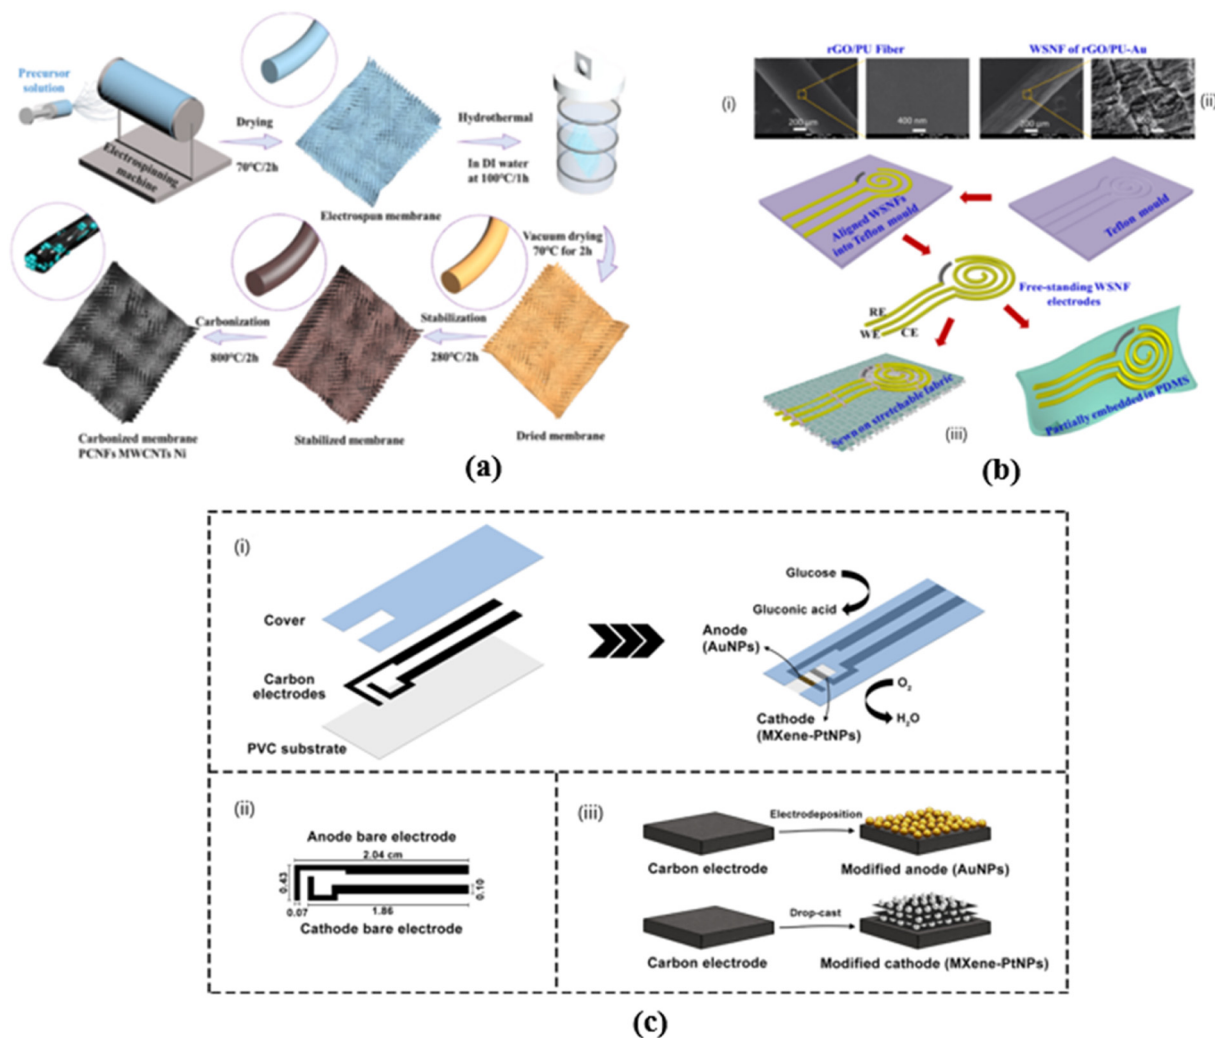 Precursor
solution
Electrospinning
machine
Drying
70°C/2h
Electrospun membrane
Hydrothermal
In DI water
at 100°C/1h
Vacuum drying
70°C for 2h
Dried membrane
Stabilization
280°C/2h
Stabilized membrane
Carbonization
800°C/2h
Carbonized membrane
PCNFs MWCNTs Ni
(a)
rGO/PU Fiber
WSNF of rGO/PU-Au
(i)
(ii)
200 µm
400 nm
200 µm
Aligned WSNFs
into Teflon mould
Teflon mould
Free-standing WSNF
electrodes
RE
WE
CE
Sewn on stretchable fabric
Partially embedded in PDMS
(iii)
(b)
(i)
Cover
Carbon
electrodes
PVC substrate
Glucose
Gluconic acid
Anode
(AuNPs)
O2
H2O
Cathode
(MXene-PtNPs)
(ii)
Anode bare electrode
2.04 cm
0.43
0.10
0.07
1.86
Cathode bare electrode
(iii)
Electrodeposition
Carbon electrode
Modified anode (AuNPs)
Drop-cast
Carbon electrode
Modified cathode (MXene-PtNPs)
(c)